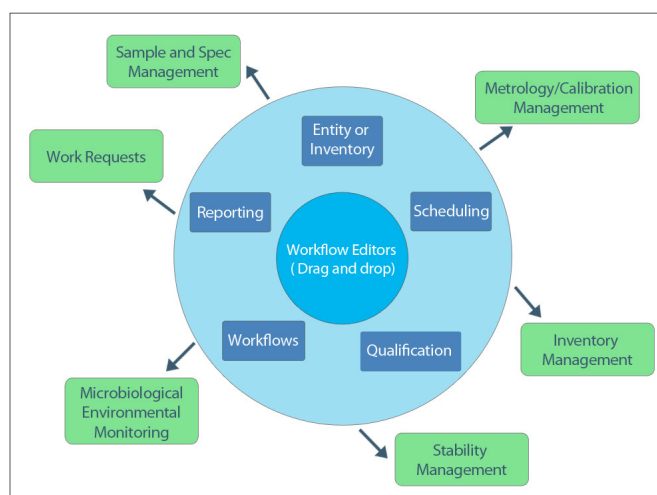 Sample and Spec
Management
Metrology/Calibration
Management
Entity or
Inventory
Work Requests
Reporting
Scheduling
Workflow Editors
( Drag and drop)
Workflows
Qualification
Inventory
Management
Microbiological
Environmental
Monitoring
Stability
Management